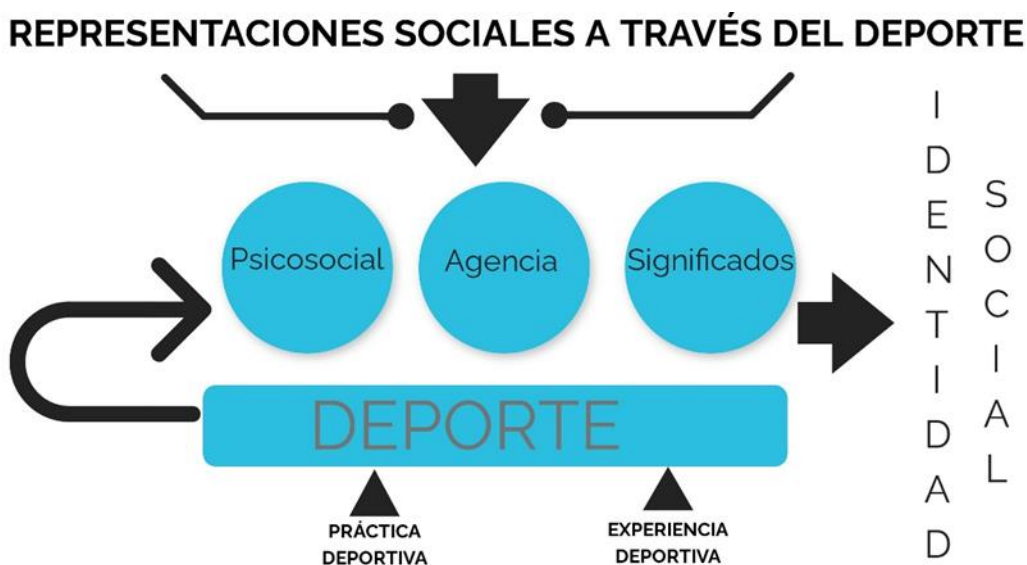 REPRESENTACIONES SOCIALES A TRAVÉS DEL DEPORTE
Psicosocial
Agencia
Significados
DEPORTE
PRÁCTICA
DEPORTIVA
EXPERIENCIA
DEPORTIVA
IDENTIDAD
SOCIAL